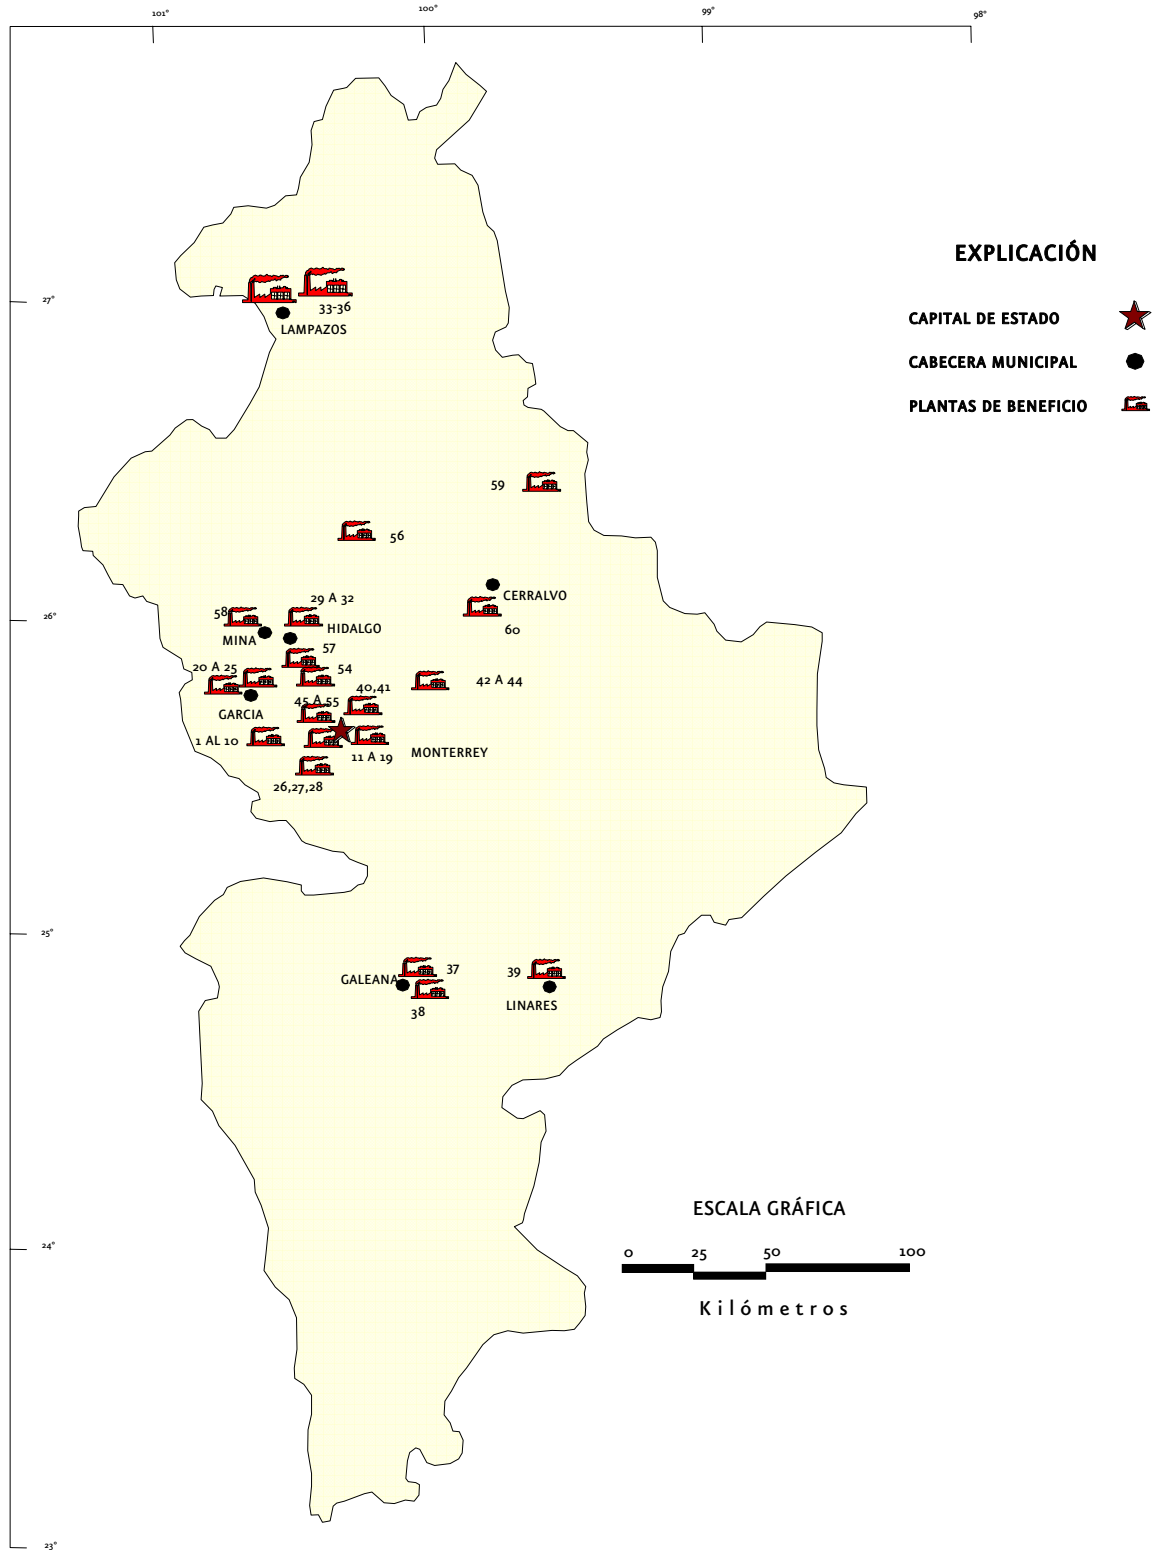 101°
100°
99°
98°
EXPLICACIÓN
27°
33-36
LAMPAZOS
CAPITAL DE ESTADO
CABECERA MUNICIPAL
PLANTAS DE BENEFICIO
59
56
CERRALVO
29 A 32
26°
58
HIDALGO
60
MINA
57
20 A 25
54
42 A 44
40,41
45 A 55
GARCIA
1 AL 10
MONTERREY
11 A 19
26,27,28
25°
GALEANA
37
39
LINARES
38
ESCALA GRÁFICA
24°
0 25 50 100
Kilómetros
23°